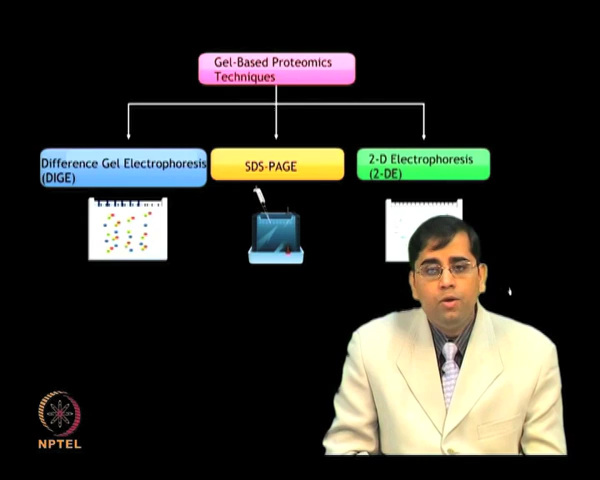 Gel-Based Proteomics
Techniques
Difference Gel Electrophoresis
(DIGE)
SDS-PAGE
2-D Electrophoresis
(2-DE)
NPTEL